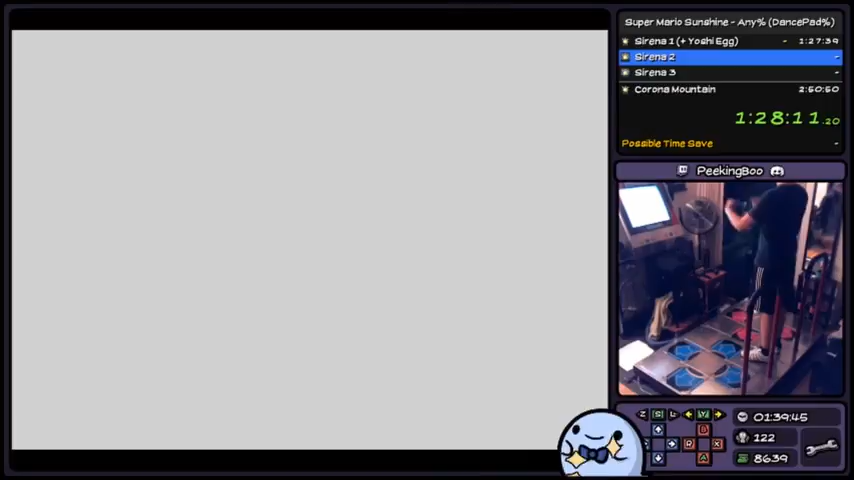 Super Mario Sunshine - Any% (DancePad%)
Sirena 1 (+ Yoshi Egg) - 1:27:39
Sirena 2 -
Sirena 3 -
Corona Mountain 2:50:50
1:28:11.20
Possible Time Save -
PeekingBoo
Z S L Y
B
R X
A
01:39:45
122
8639